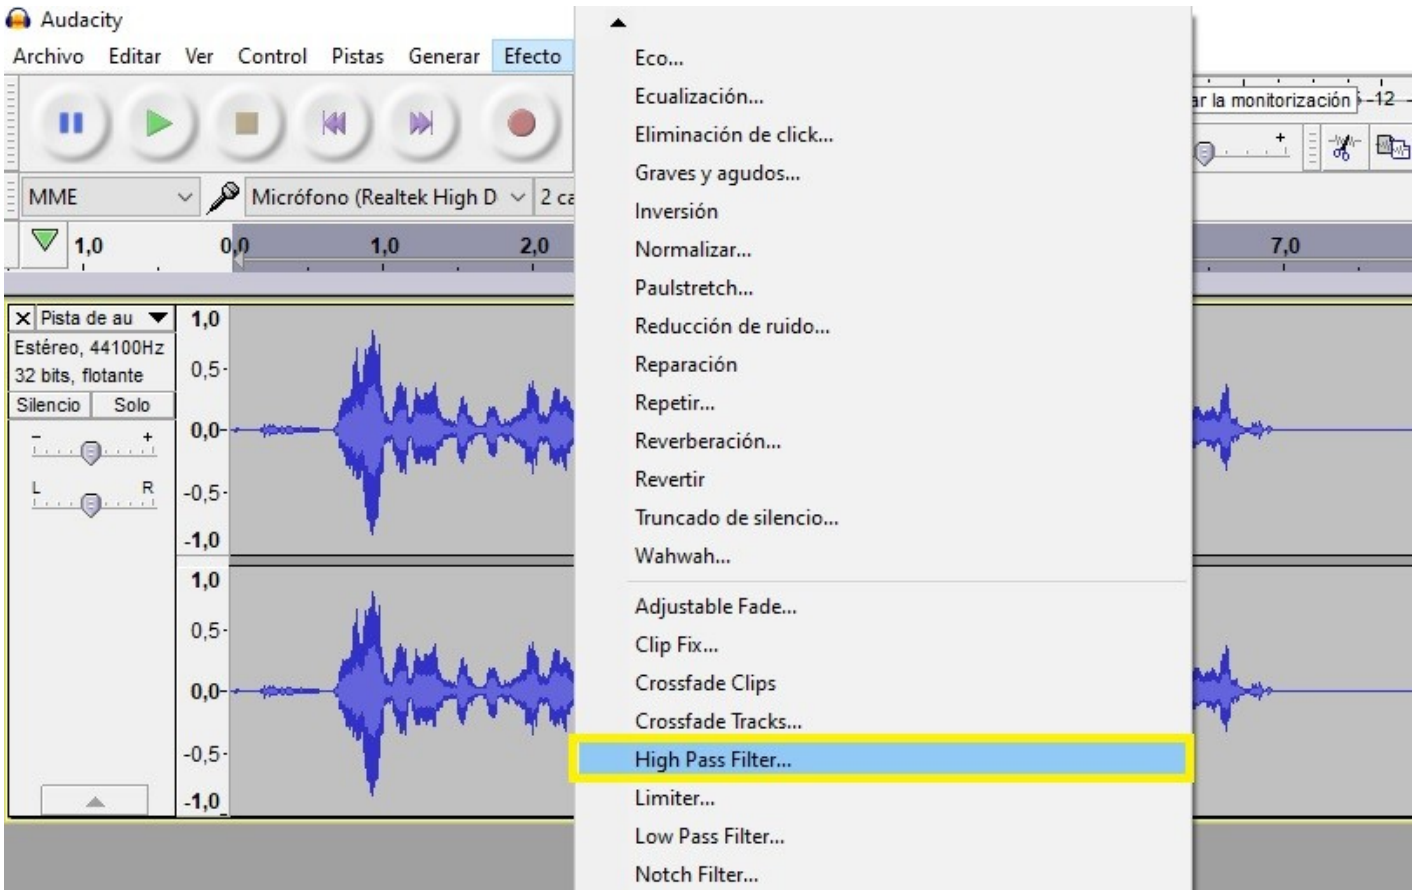 Audacity
Archivo Editar Ver Control Pistas Generar Efecto
MME
Micrófono (Realtek High D
2 ca
1,0 0,0 1,0 2,0
Pista de au
Estéreo, 44100Hz
32 bits, flotante
Silencio Solo
- +
L R
1,0
0,5
0,0
-0,5
-1,0
1,0
0,5
0,0
-0,5
-1,0
Eco...
Ecualización...
Eliminación de click...
Graves y agudos...
Inversión
Normalizar...
Paulstretch...
Reducción de ruido...
Reparación
Repetir...
Reverberación...
Revertir
Truncado de silencio...
Wahwah...
Adjustable Fade...
Clip Fix...
Crossfade Clips
Crossfade Tracks...
High Pass Filter...
Limiter...
Low Pass Filter...
Notch Filter...
ar la monitorización
-12
+
7,0